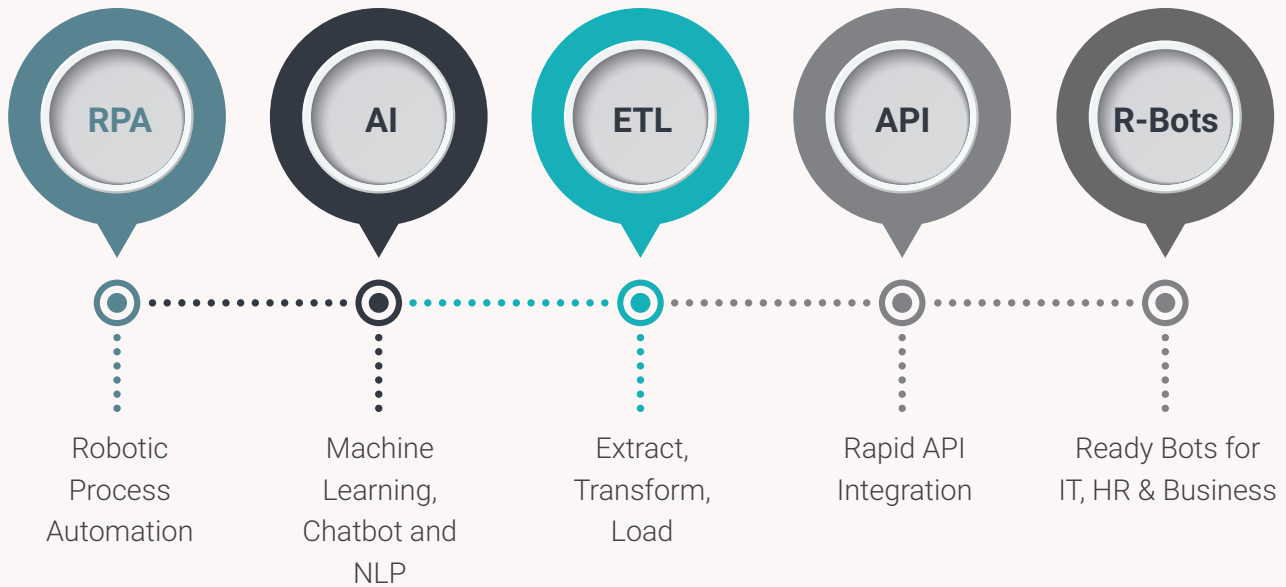 RPA
AI
ETL
API
R-Bots
Robotic
Process
Automation
Machine
Learning,
Chatbot and
NLP
Extract,
Transform,
Load
Rapid API
Integration
Ready Bots for
IT, HR & Business